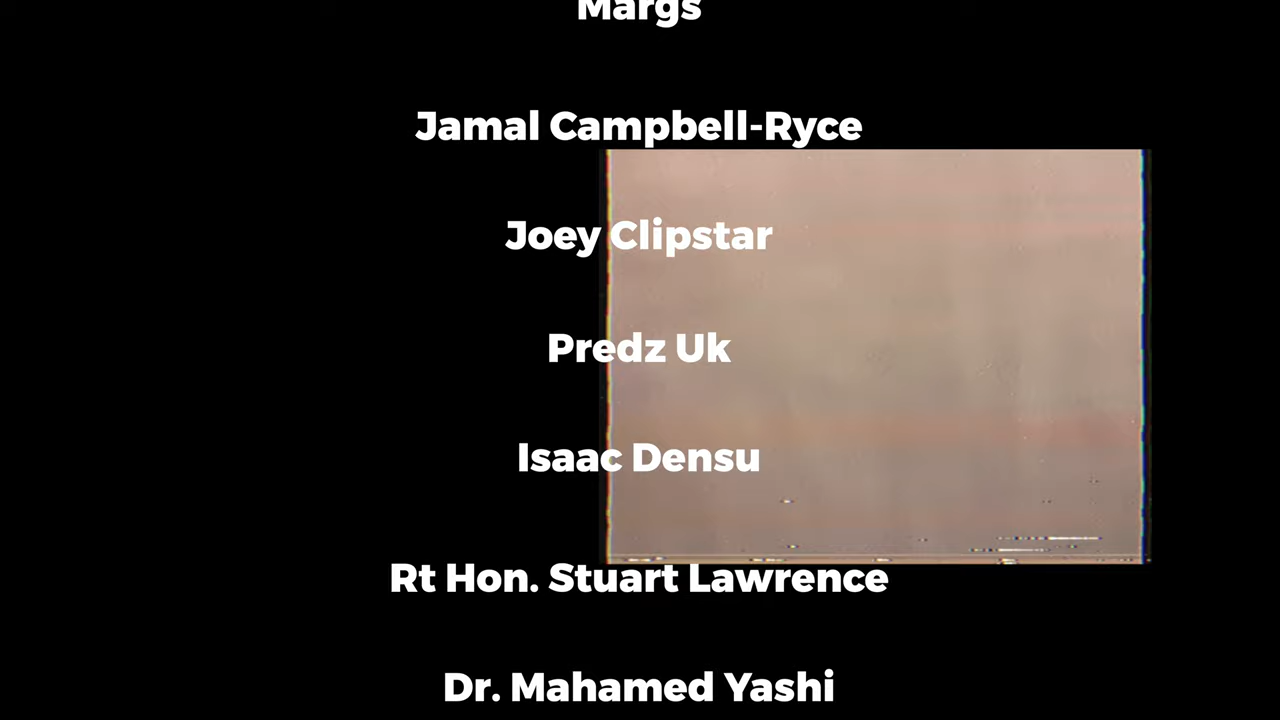 Margs
Jamal Campbell-Ryce
Joey Clipstar
Predz Uk
Isaac Densu
Rt Hon. Stuart Lawrence
Dr. Mahamed Yashi